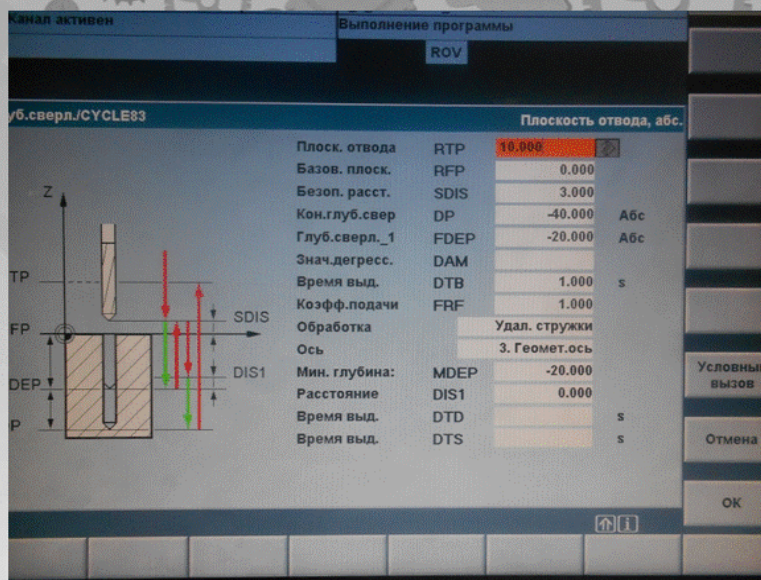 Канал активен
Выполнение программы
ROV
уб.сверл./CYCLE83
Плоскость отвода, абс.
Плоск. отвода RTP 10.000
Базов. плоск. RFP 0.000
Безоп. расст. SDIS 3.000
Кон.глуб.свер DP -40.000 Абс
Глуб.сверл._1 FDEP -20.000 Абс
Знач.дегресс. DAM
Время выд. DTB 1.000 s
Коэфф.подачи FRF 1.000
Обработка Удал. стружки
Ось 3. Геомет.ось
Мин. глубина: MDEP -20.000
Расстояние DIS1 0.000
Время выд. DTD s
Время выд. DTS s
Z
TP
SDIS
FP
DIS1
DEP
P
Условный
вызов
Отмена
OK
i